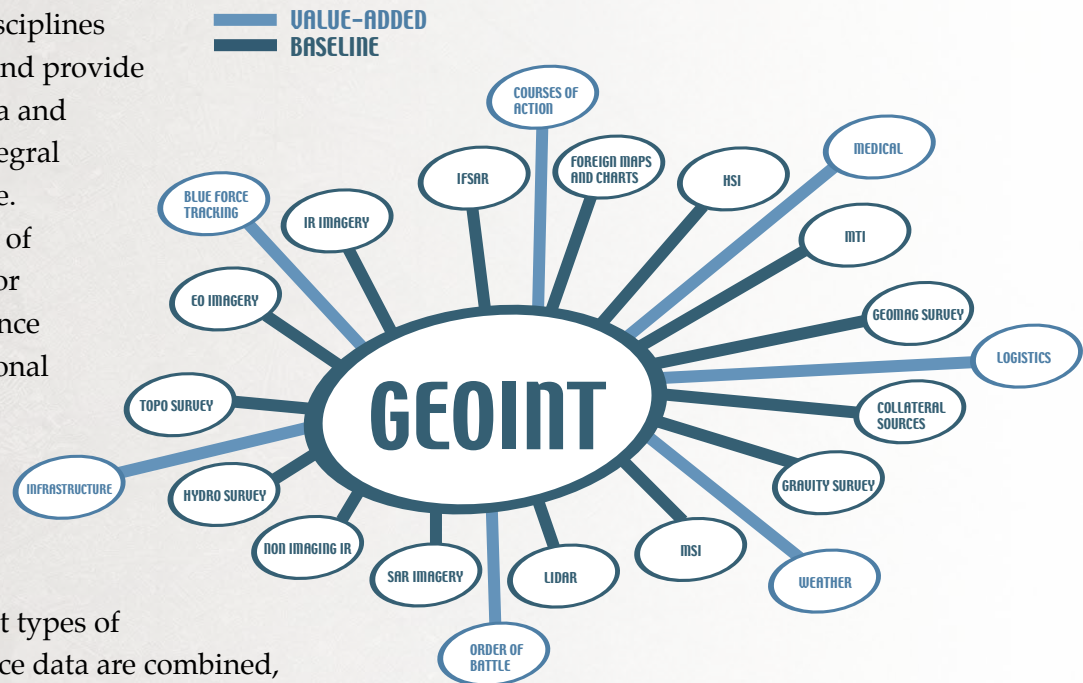 sciplines
nd provide
a and
egral
e.
of
or
nce
onal
t types of
ce data are combined,
VALUE-ADDED
BASELINE
COURSES OF
ACTION
FOREIGN MAPS
AND CHARTS
IFSAR
HSI
MEDICAL
BLUE FORCE
TRACKING
IR IMAGERY
MTI
EO IMAGERY
GEOMAG SURVEY
LOGISTICS
GEOINT
TOPO SURVEY
COLLATERAL
SOURCES
INFRASTRUCTURE
HYDRO SURVEY
GRAVITY SURVEY
NON IMAGING IR
SAR IMAGERY
LIDAR
MSI
WEATHER
ORDER OF
BATTLE